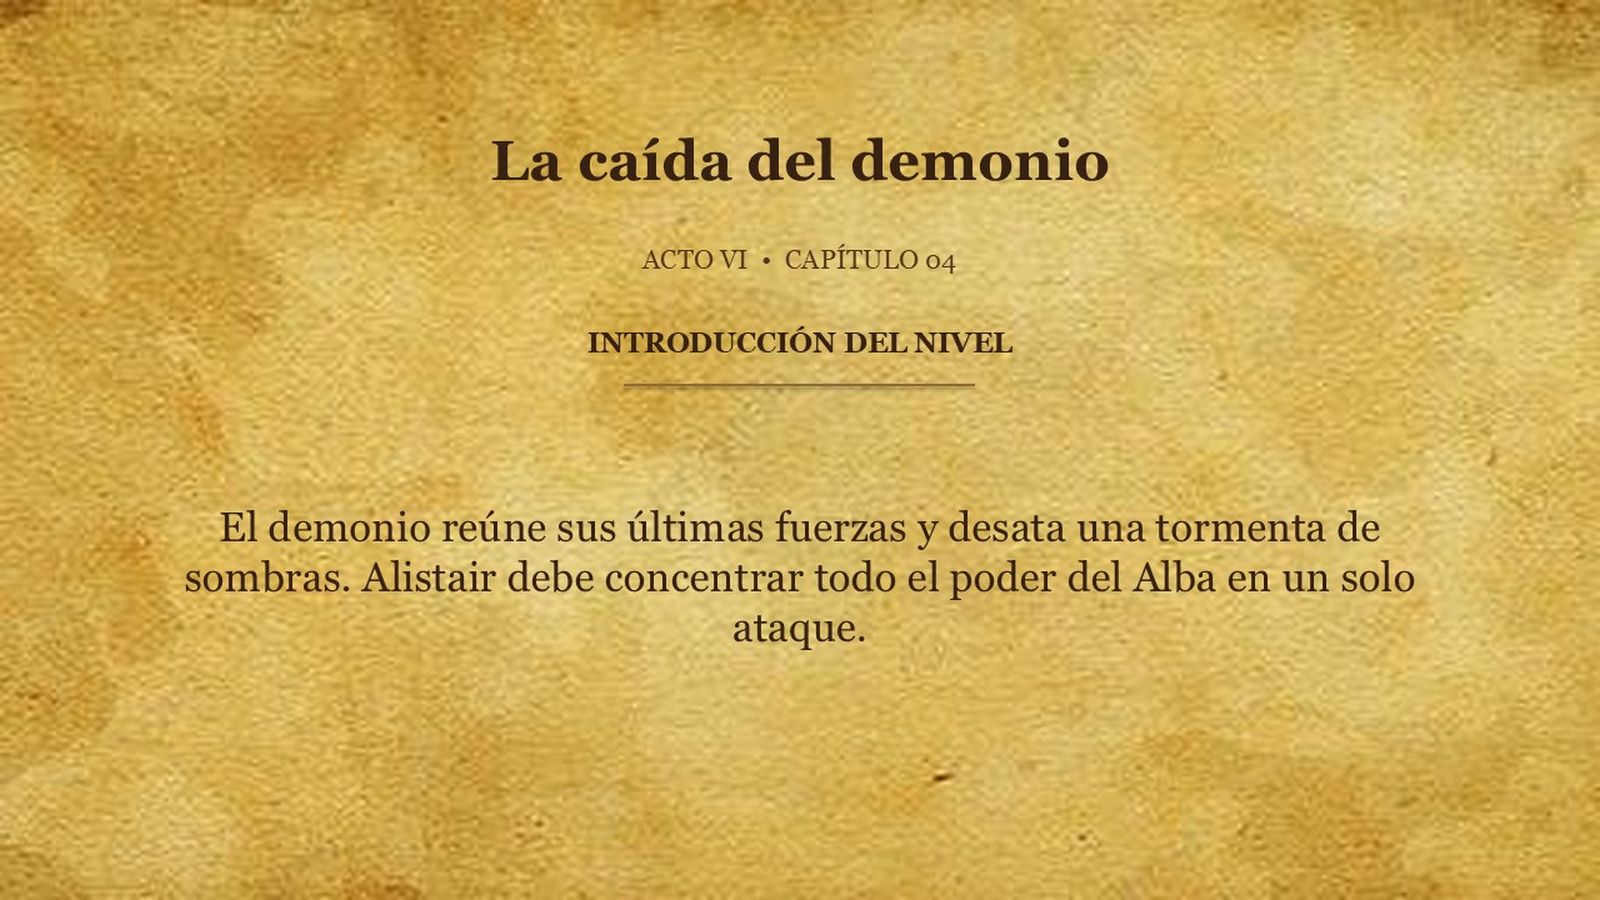 La caída del demonio
ACTO VI • CAPÍTULO 04
INTRODUCCIÓN DEL NIVEL
El demonio reúne sus últimas fuerzas y desata una tormenta de
sombras. Alistair debe concentrar todo el poder del Alba en un solo
ataque.